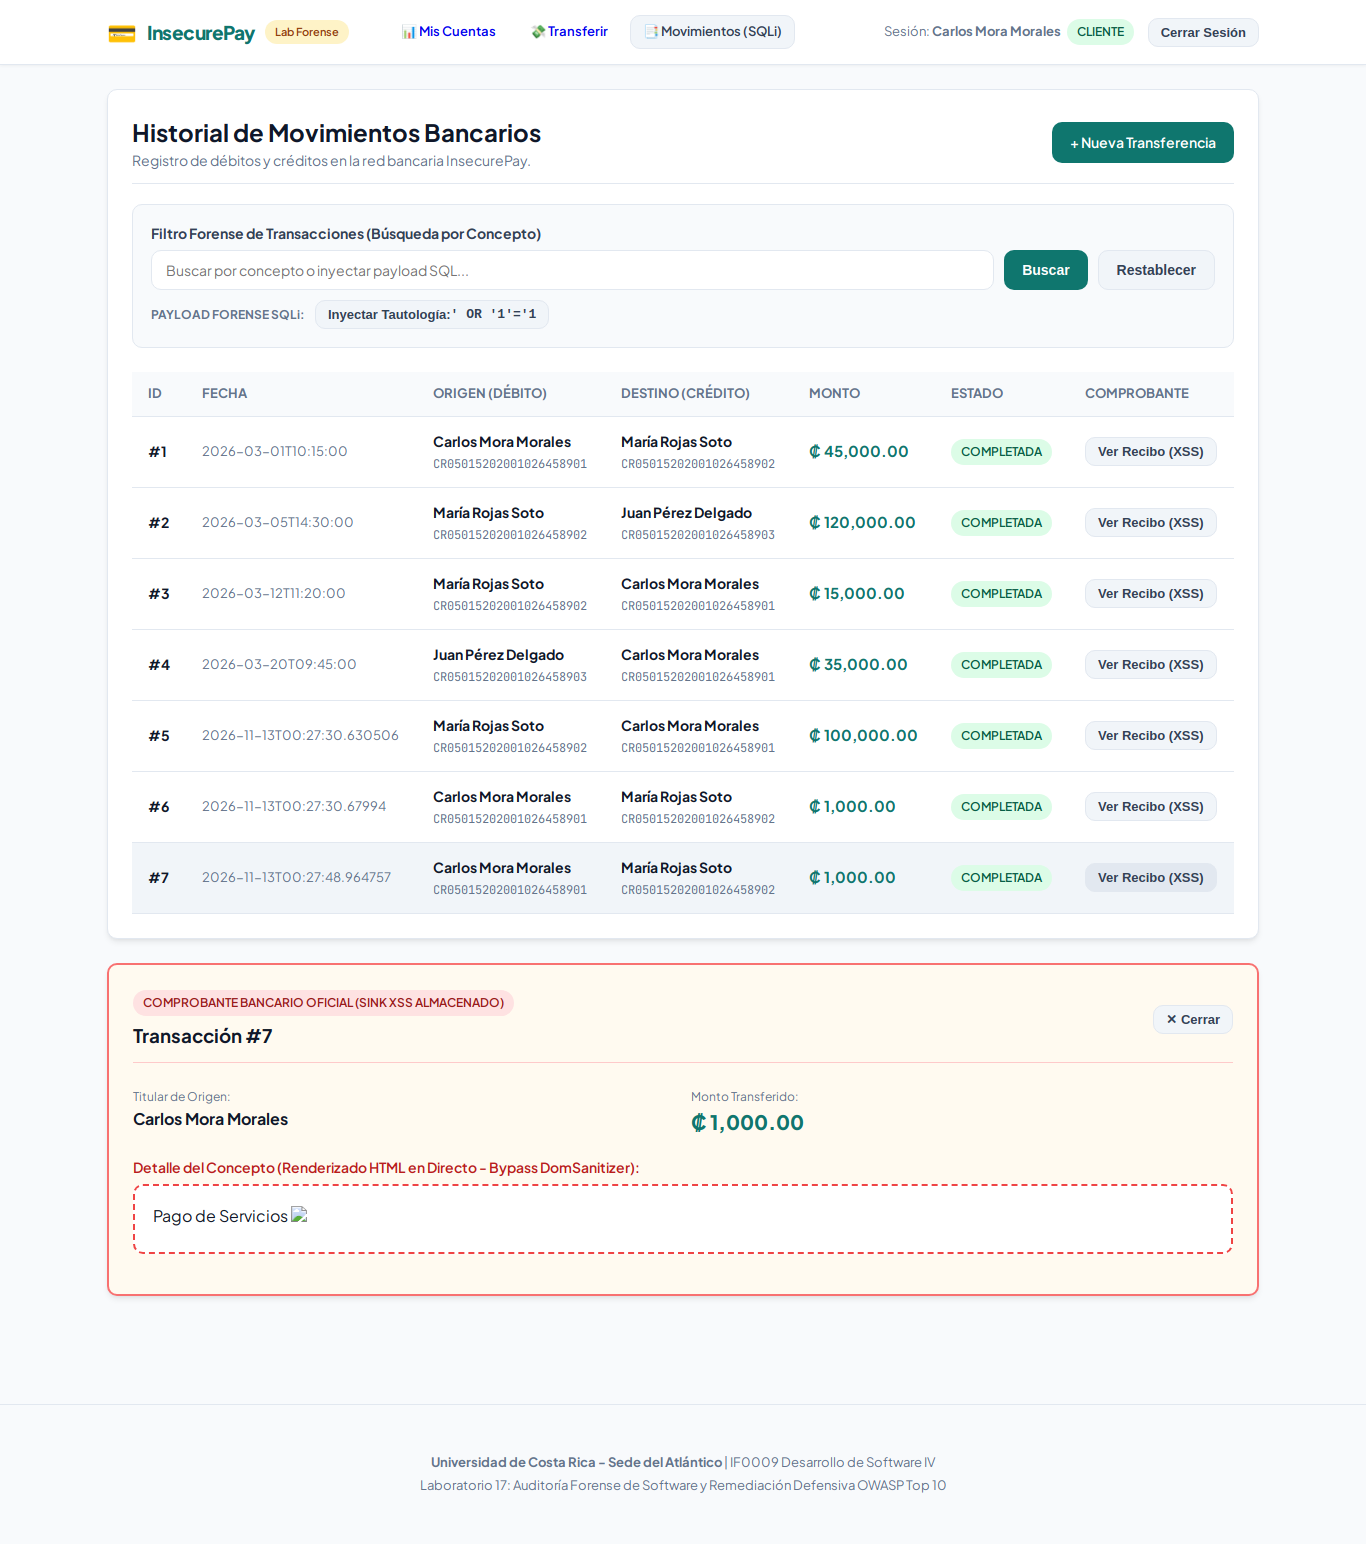 InsecurePay Lab Forense 📊 Mis Cuentas 💸 Transferir 📑 Movimientos (SQLi) Sesión: Carlos Mora Morales CLIENTE Cerrar Sesión
Historial de Movimientos Bancarios
Registro de débitos y créditos en la red bancaria InsecurePay.
+ Nueva Transferencia
Filtro Forense de Transacciones (Búsqueda por Concepto)
Buscar por concepto o inyectar payload SQL... Buscar Restablecer
PAYLOAD FORENSE SQLi: Inyectar Tautología: ' OR '1'='1
ID FECHA ORIGEN (DÉBITO) DESTINO (CRÉDITO) MONTO ESTADO COMPROBANTE
#1 2026-03-01T10:15:00 Carlos Mora Morales María Rojas Soto ₡ 45,000.00 COMPLETADA Ver Recibo (XSS)
CR05015202001026458901 CR05015202001026458902
#2 2026-03-05T14:30:00 María Rojas Soto Juan Pérez Delgado ₡ 120,000.00 COMPLETADA Ver Recibo (XSS)
CR05015202001026458902 CR05015202001026458903
#3 2026-03-12T11:20:00 María Rojas Soto Carlos Mora Morales ₡ 15,000.00 COMPLETADA Ver Recibo (XSS)
CR05015202001026458902 CR05015202001026458901
#4 2026-03-20T09:45:00 Juan Pérez Delgado Carlos Mora Morales ₡ 35,000.00 COMPLETADA Ver Recibo (XSS)
CR05015202001026458903 CR05015202001026458901
#5 2026-11-13T00:27:30.630506 María Rojas Soto Carlos Mora Morales ₡ 100,000.00 COMPLETADA Ver Recibo (XSS)
CR05015202001026458902 CR05015202001026458901
#6 2026-11-13T00:27:30.67994 Carlos Mora Morales María Rojas Soto ₡ 1,000.00 COMPLETADA Ver Recibo (XSS)
CR05015202001026458901 CR05015202001026458902
#7 2026-11-13T00:27:48.964757 Carlos Mora Morales María Rojas Soto ₡ 1,000.00 COMPLETADA Ver Recibo (XSS)
CR05015202001026458901 CR05015202001026458902
COMPROBANTE BANCARIO OFICIAL (SINK XSS ALMACENADO)
Transacción #7
✕ Cerrar
Titular de Origen: Monto Transferido:
Carlos Mora Morales ₡ 1,000.00
Detalle del Concepto (Renderizado HTML en Directo - Bypass DomSanitizer):
Pago de Servicios
Universidad de Costa Rica - Sede del Atlántico | IF0009 Desarrollo de Software IV
Laboratorio 17: Auditoría Forense de Software y Remediación Defensiva OWASP Top 10